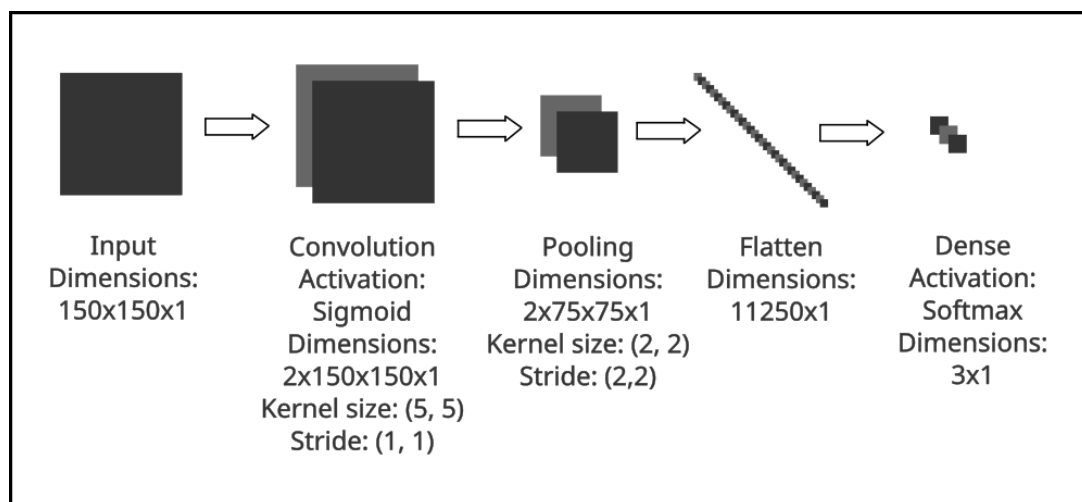 Input
Dimensions:
150x150x1
Convolution
Activation:
Sigmoid
Dimensions:
2x150x150x1
Kernel size: (5, 5)
Stride: (1, 1)
Pooling
Dimensions:
2x75x75x1
Kernel size: (2, 2)
Stride: (2,2)
Flatten
Dimensions:
11250x1
Dense
Activation:
Softmax
Dimensions:
3x1